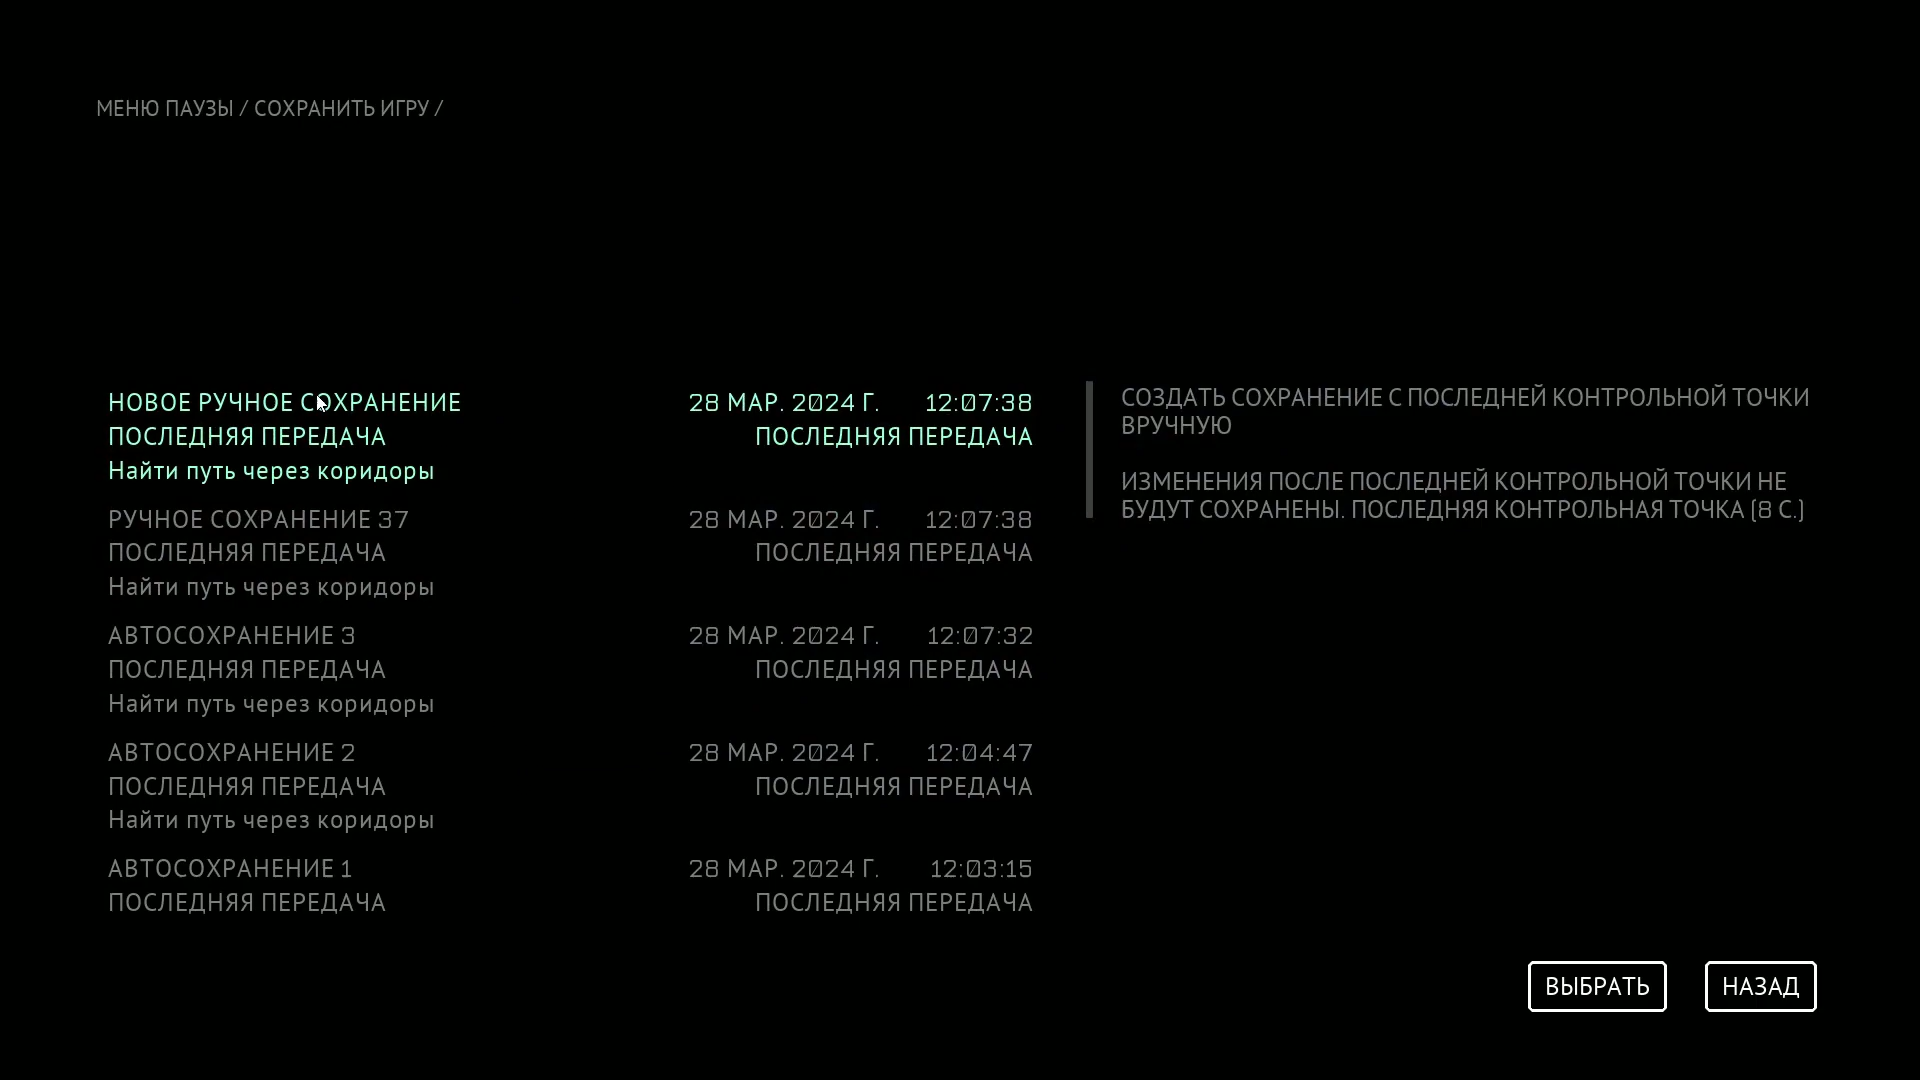 МЕНЮ ПАУЗЫ / СОХРАНИТЬ ИГРУ /
НОВОЕ РУЧНОЕ СОХРАНЕНИЕ 28 МАР. 2024 Г. 12:07:38
ПОСЛЕДНЯЯ ПЕРЕДАЧА ПОСЛЕДНЯЯ ПЕРЕДАЧА
Найти путь через коридоры
РУЧНОЕ СОХРАНЕНИЕ 37 28 МАР. 2024 Г. 12:07:38
ПОСЛЕДНЯЯ ПЕРЕДАЧА ПОСЛЕДНЯЯ ПЕРЕДАЧА
Найти путь через коридоры
АВТОСОХРАНЕНИЕ 3 28 МАР. 2024 Г. 12:07:32
ПОСЛЕДНЯЯ ПЕРЕДАЧА ПОСЛЕДНЯЯ ПЕРЕДАЧА
Найти путь через коридоры
АВТОСОХРАНЕНИЕ 2 28 МАР. 2024 Г. 12:04:47
ПОСЛЕДНЯЯ ПЕРЕДАЧА ПОСЛЕДНЯЯ ПЕРЕДАЧА
Найти путь через коридоры
АВТОСОХРАНЕНИЕ 1 28 МАР. 2024 Г. 12:03:15
ПОСЛЕДНЯЯ ПЕРЕДАЧА ПОСЛЕДНЯЯ ПЕРЕДАЧА
СОЗДАТЬ СОХРАНЕНИЕ С ПОСЛЕДНЕЙ КОНТРОЛЬНОЙ ТОЧКИ
ВРУЧНУЮ
ИЗМЕНЕНИЯ ПОСЛЕ ПОСЛЕДНЕЙ КОНТРОЛЬНОЙ ТОЧКИ НЕ
БУДУТ СОХРАНЕНЫ. ПОСЛЕДНЯЯ КОНТРОЛЬНАЯ ТОЧКА (8 С.)
ВЫБРАТЬ НАЗАД